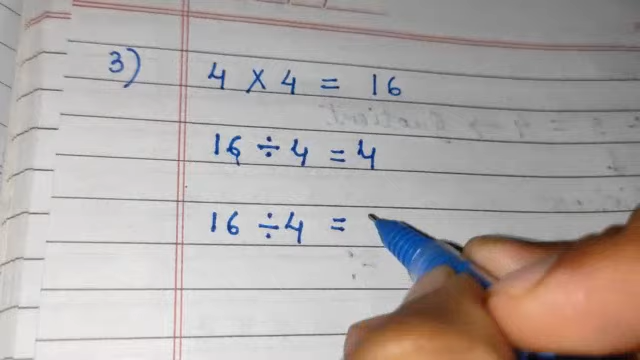 3) 4 × 4 = 16
16 ÷ 4 = 4
16 ÷ 4 =